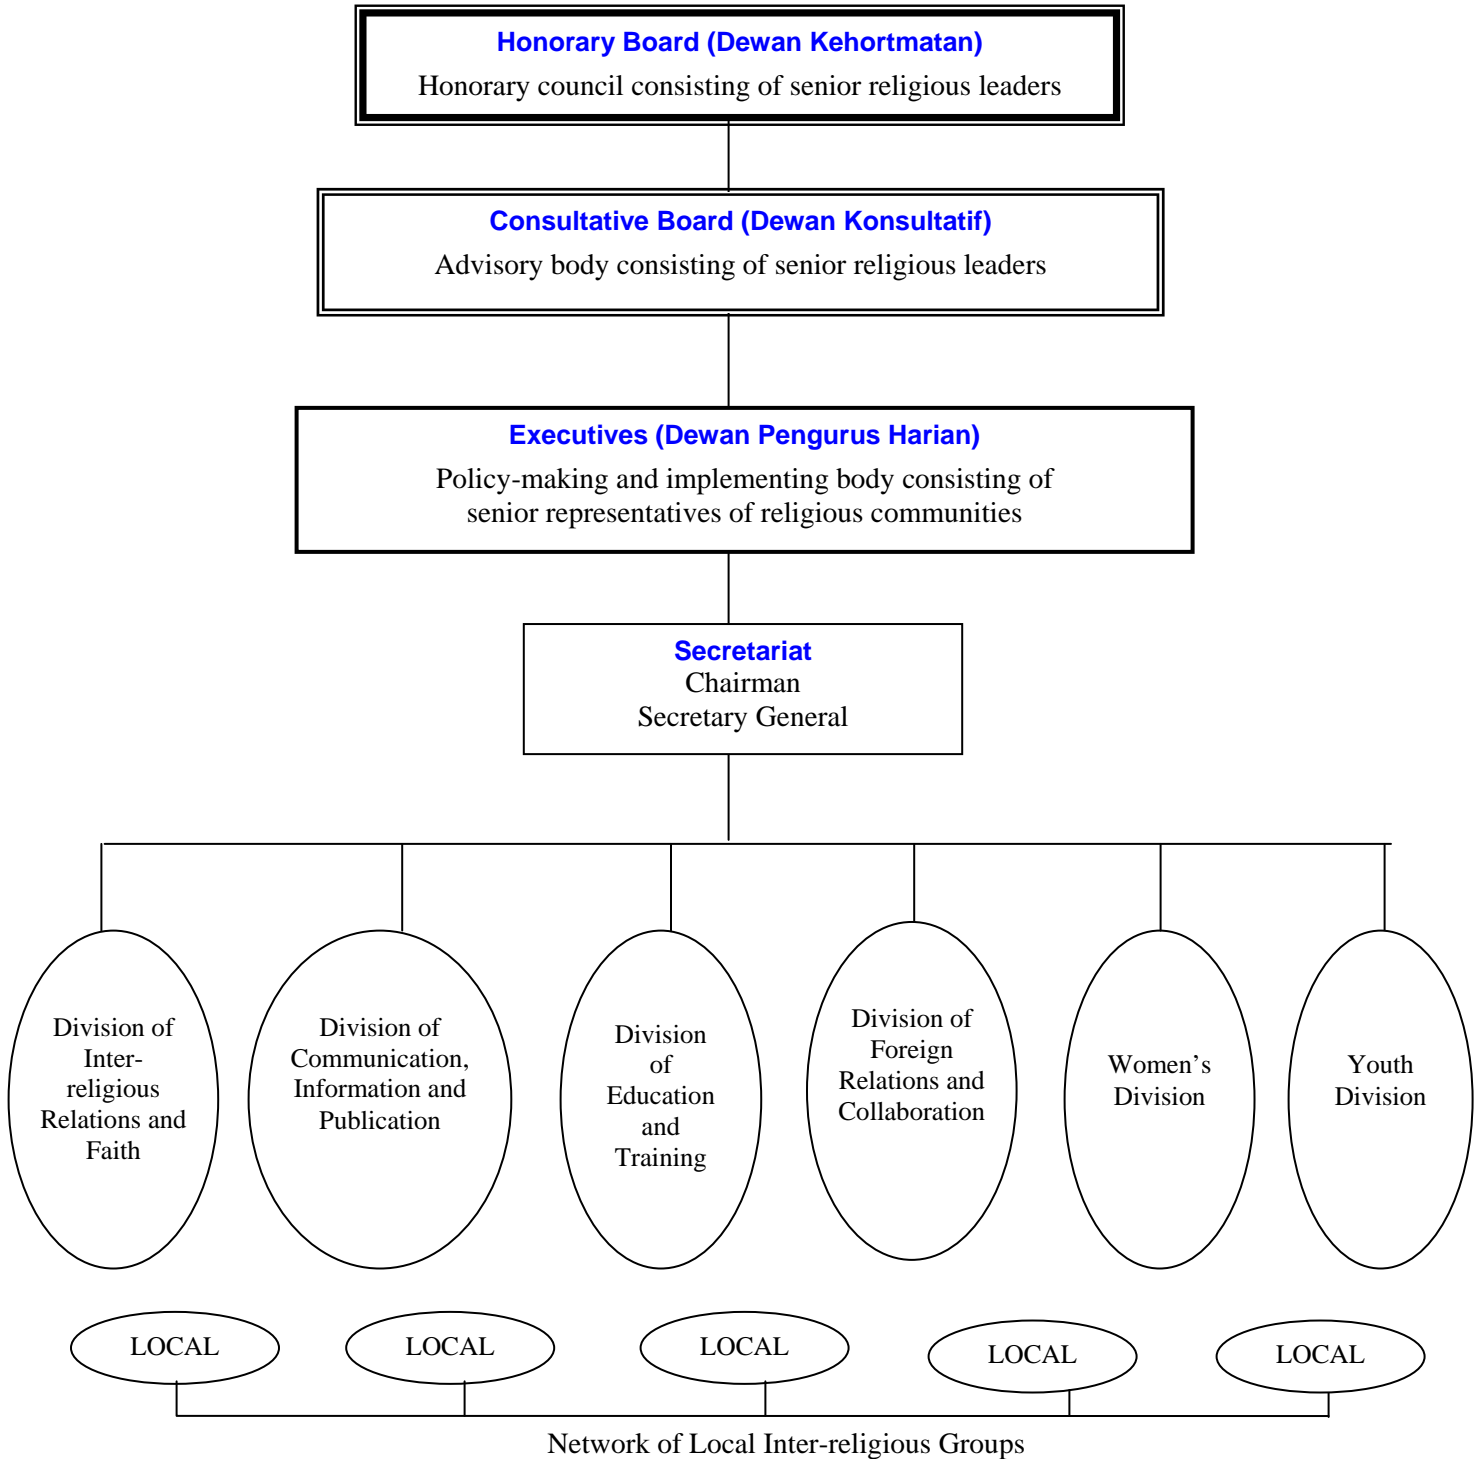 Honorary Board (Dewan Kehortmatan)
Honorary council consisting of senior religious leaders
Consultative Board (Dewan Konsultatif)
Advisory body consisting of senior religious leaders
Executives (Dewan Pengurus Harian)
Policy-making and implementing body consisting of
senior representatives of religious communities
Secretariat
Chairman
Secretary General
Division of
Inter-
religious
Relations and
Faith
Division of
Communication,
Information and
Publication
Division
of
Education
and
Training
Division of
Foreign
Relations and
Collaboration
Women’s
Division
Youth
Division
LOCAL
LOCAL
LOCAL
LOCAL
LOCAL
Network of Local Inter-religious Groups